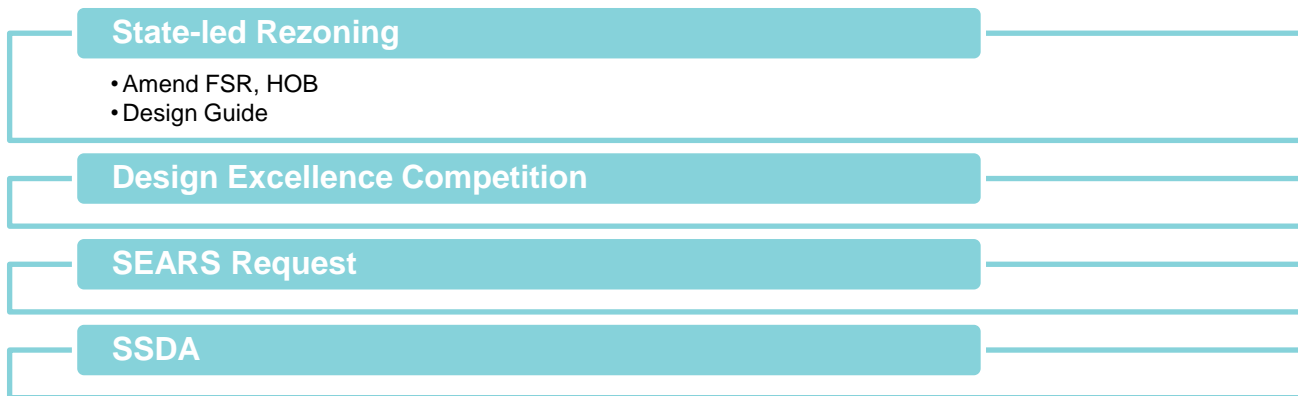 State-led Rezoning
• Amend FSR, HOB
• Design Guide
Design Excellence Competition
SEARS Request
SSDA